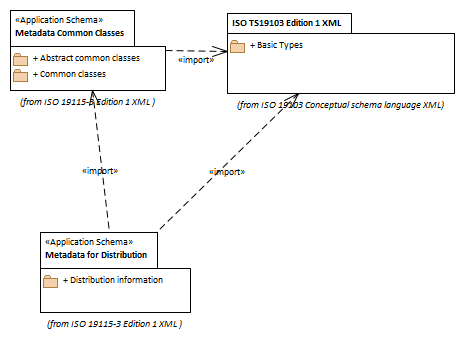 «Application Schema»
Metadata Common Classes
+ Abstract common classes
+ Common classes
(from ISO 19115-3 Edition 1 XML )
«import»
ISO TS19103 Edition 1 XML
+ Basic Types
(from ISO 19103 Conceptual schema language XML)
«import»
«import»
«Application Schema»
Metadata for Distribution
+ Distribution information
(from ISO 19115-3 Edition 1 XML )